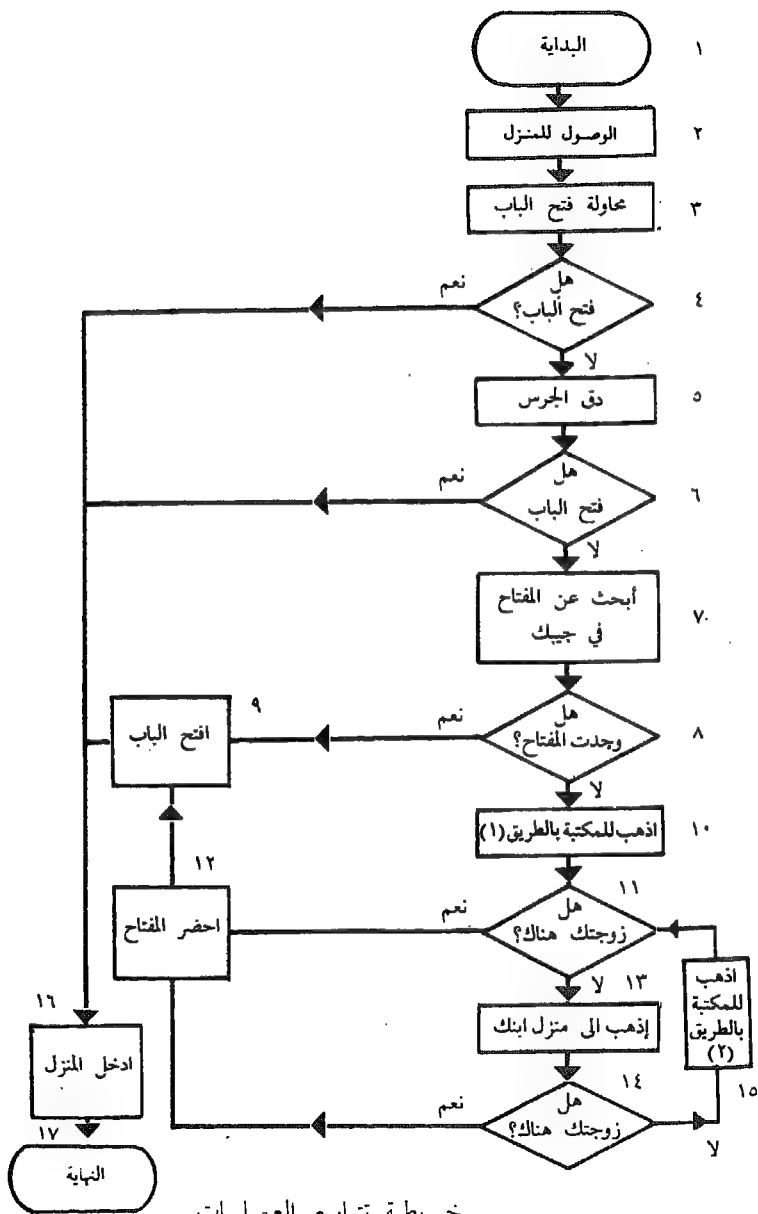 البداية
١
الوصول للمنزل
٢
محاولة فتح الباب
٣
هل
فتح الباب؟
٤
نعم
لا
دق الجرس
٥
هل
فتح الباب
٦
نعم
لا
أبحث عن المفتاح
في جيبك
٧
هل
وجدت المفتاح؟
٨
نعم
لا
افتح الباب
٩
اذهب للمكتبة بالطريق (١)
١٠
هل
زوجتك هناك؟
١١
نعم
لا
احضر المفتاح
١٢
إذهب الى منزل ابنك
١٣
هل
زوجتك هناك؟
١٤
نعم
لا
اذهب
للمكتبة
بالطريق
(٢)
١٥
ادخل المنزل
١٦
النهاية
١٧
خريطة تتابع العمليات